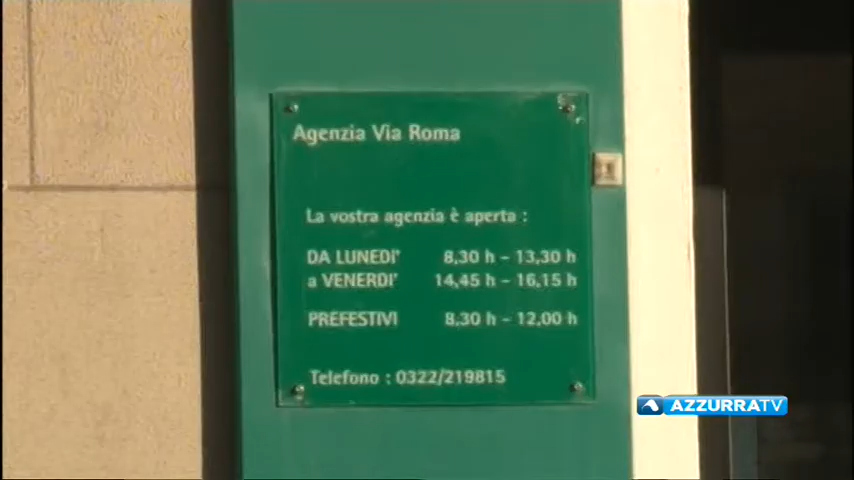 Agenzia Via Roma
La vostra agenzia è aperta :
DA LUNEDI' 8,30 h – 13,30 h
a VENERDI' 14,45 h – 16,15 h
PREFESTIVI 8,30 h – 12,00 h
Telefono : 0322/219815
AZZURRATV